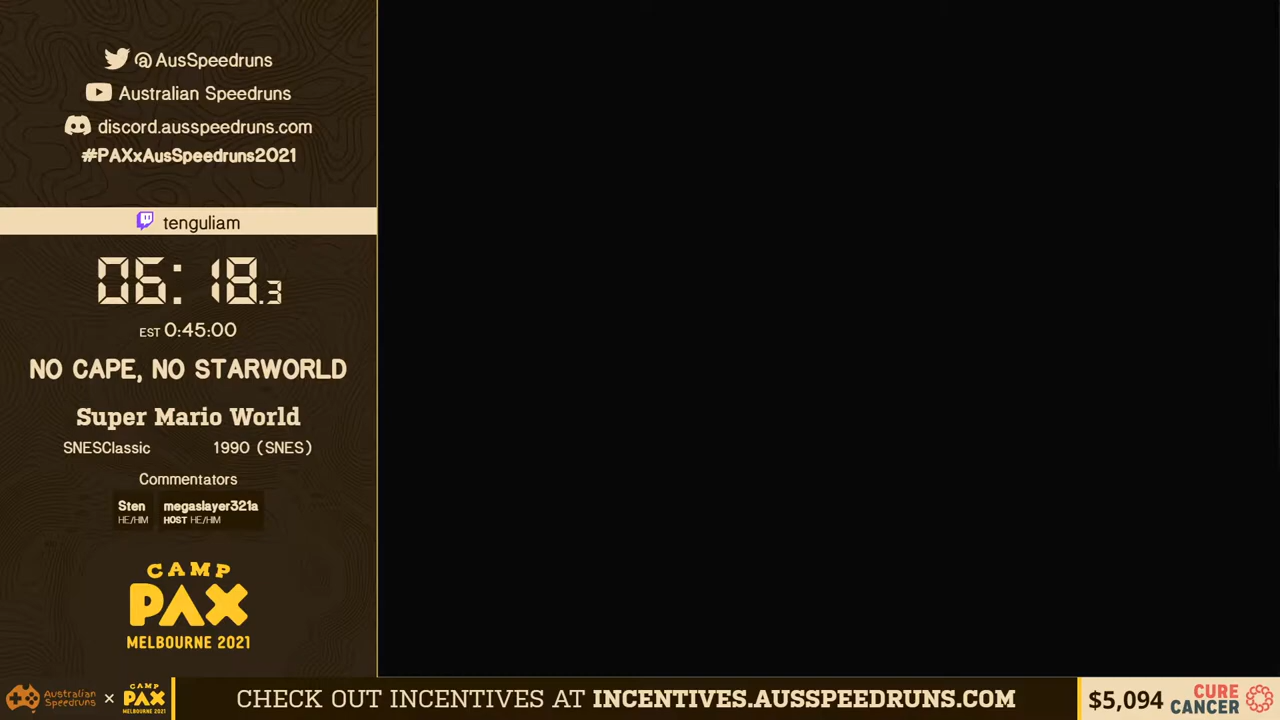 @AusSpeedruns
Australian Speedruns
discord.ausspeedruns.com
#PAXxAusSpeedruns2021
tenguliam
06:18.3
EST 0:45:00
NO CAPE, NO STARWORLD
Super Mario World
SNESClassic 1990 (SNES)
Commentators
Sten megaslayer321a
HE/HIM HOST HE/HIM
CAMP
PAX
MELBOURNE 2021
Australian Speedruns × CAMP PAX MELBOURNE 2021
CHECK OUT INCENTIVES AT INCENTIVES.AUSSPEEDRUNS.COM
$5,094 CURE CANCER